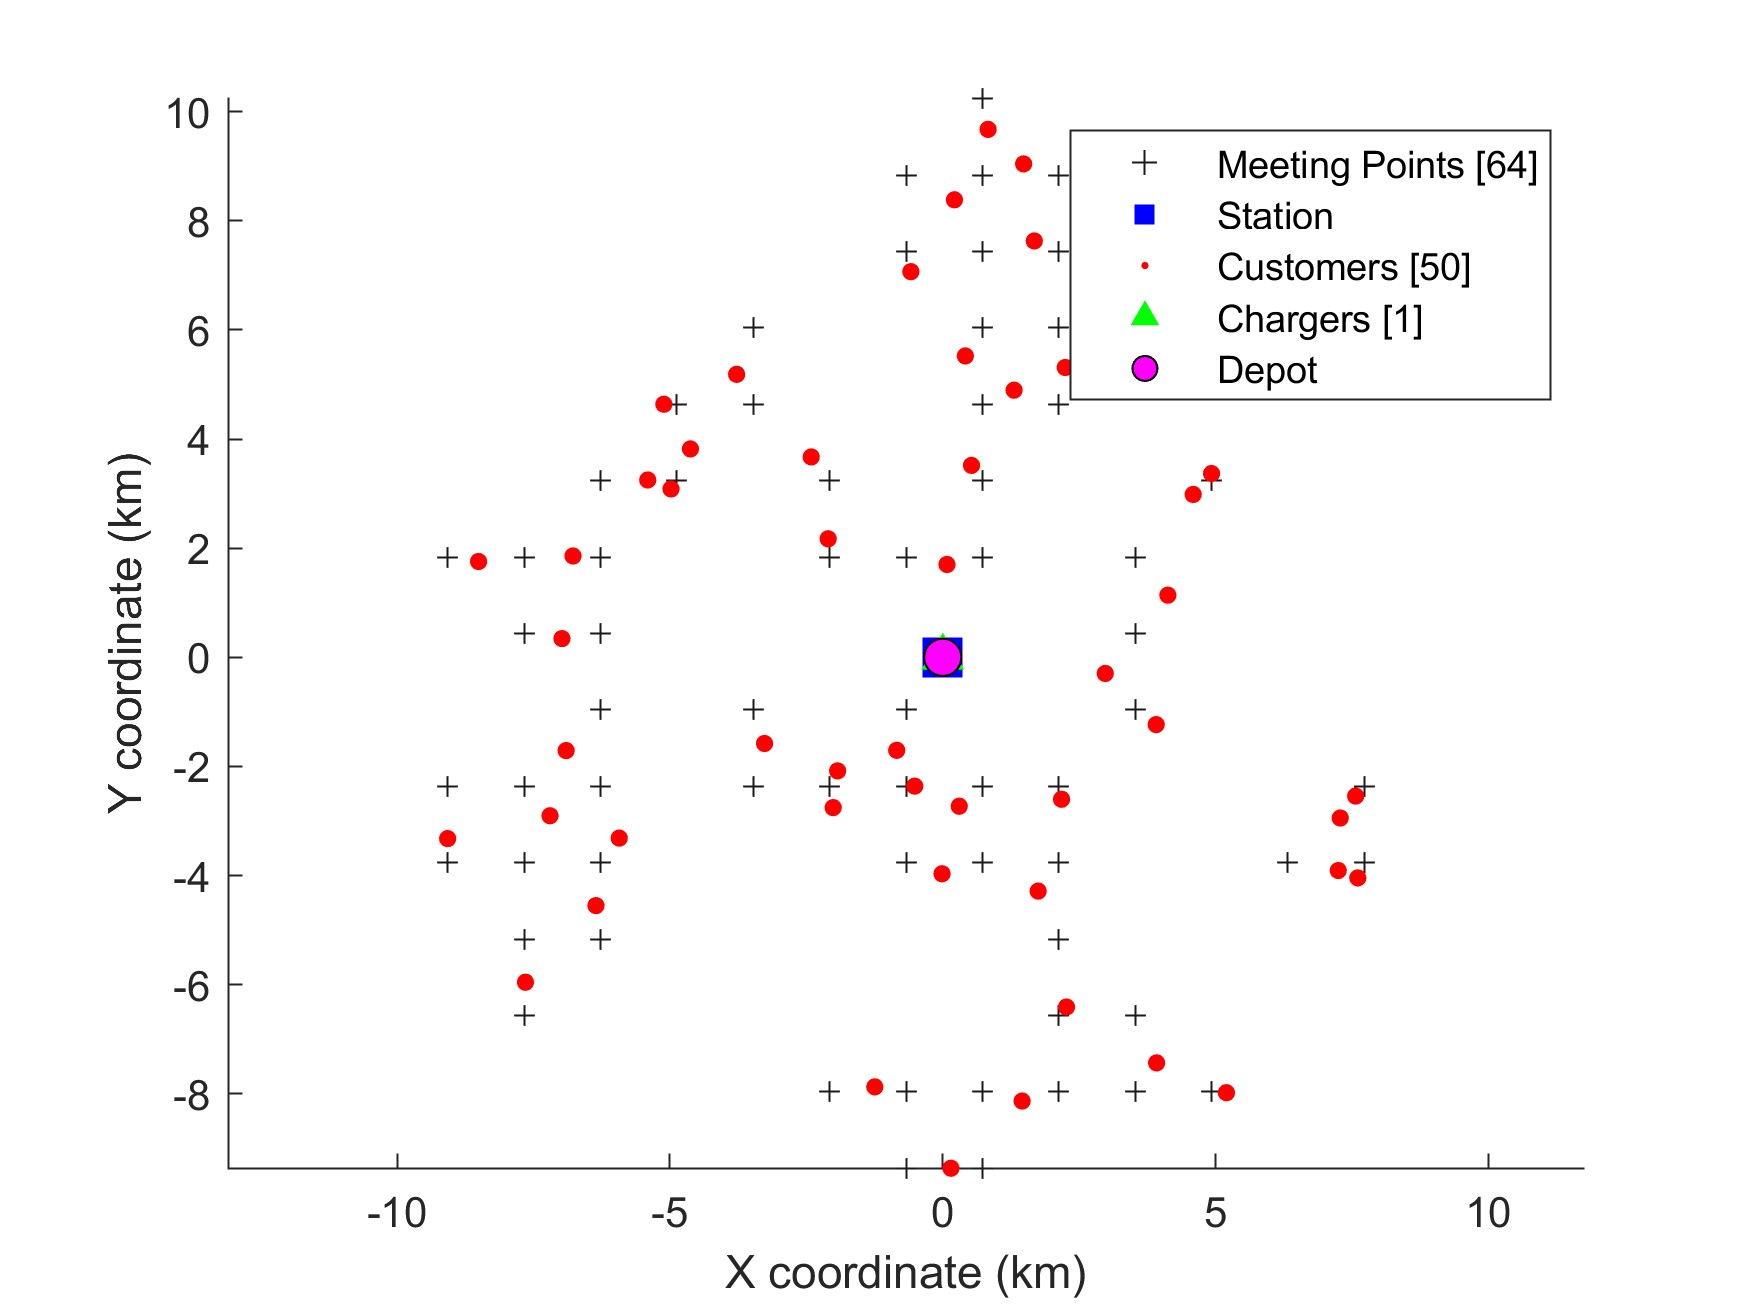 10
8
6
4
2
0
-2
-4
-6
-8
Y coordinate (km)
Meeting Points [64]
Station
Customers [50]
Chargers [1]
Depot
-10 -5 0 5 10
X coordinate (km)